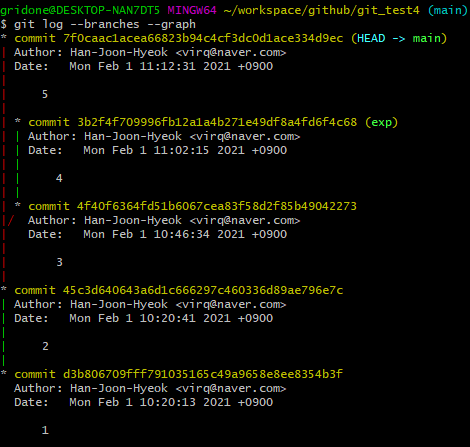 gridone@DESKTOP-NAN7DT5 MINGW64 ~/workspace/github/git_test4 (main)
$ git log --branches --graph
* commit 7f0caac1acea66823b94c4cf3dc0d1ace334d9ec (HEAD -> main)
| Author: Han-Joon-Hyeok <virq@naver.com>
| Date:   Mon Feb 1 11:12:31 2021 +0900
|
|     5
|
| * commit 3b2f4f709996fb12a1a4b271e49df8a4fd6f4c68 (exp)
| | Author: Han-Joon-Hyeok <virq@naver.com>
| | Date:   Mon Feb 1 11:02:15 2021 +0900
| |
| |     4
| |
| * commit 4f40f6364fd51b6067cea83f58d2f85b49042273
|/  Author: Han-Joon-Hyeok <virq@naver.com>
|   Date:   Mon Feb 1 10:46:34 2021 +0900
|
|       3
|
* commit 45c3d640643a6d1c666297c460336d89ae796e7c
| Author: Han-Joon-Hyeok <virq@naver.com>
| Date:   Mon Feb 1 10:20:41 2021 +0900
|
|     2
|
* commit d3b806709fff791035165c49a9658e8ee8354b3f
  Author: Han-Joon-Hyeok <virq@naver.com>
  Date:   Mon Feb 1 10:20:13 2021 +0900

      1